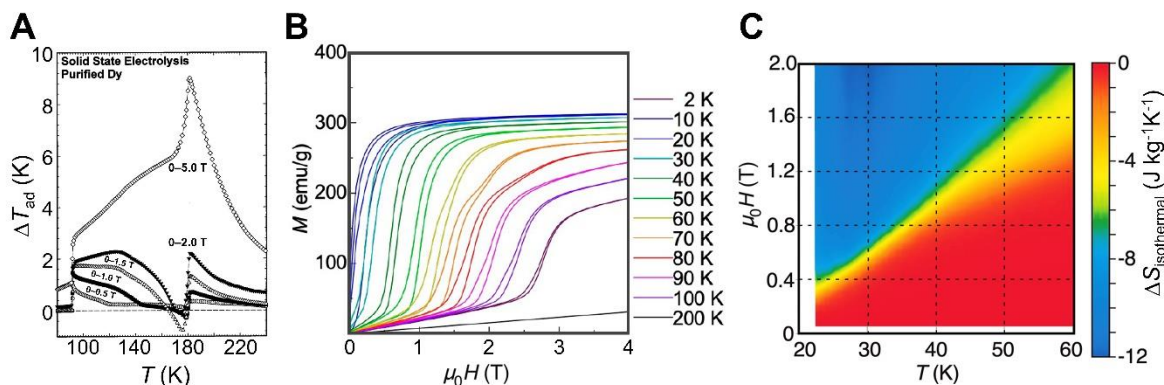 A
Solid State Electrolysis
Purified Dy
0–5.0 T
0–2.0 T
0–1.5 T
0–1.0 T
0–0.5 T
ΔT_ad (K)
10
8
6
4
2
0
100 140 180 220
T (K)
B
M (emu/g)
400
300
200
100
0 1 2 3 4
μ₀H (T)
2 K
10 K
20 K
30 K
40 K
50 K
60 K
70 K
80 K
90 K
100 K
200 K
C
μ₀H (T)
2.0
1.6
1.2
0.8
0.4
0
20 30 40 50 60
T (K)
0
-4
-8
-12
ΔS_isothermal (J kg⁻¹K⁻¹)